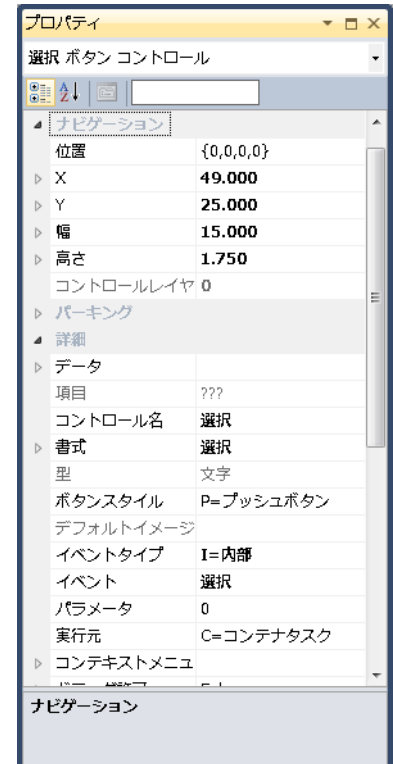 プロパティ
選択 ボタン コントロール
ナビゲーション
位置 {0,0,0,0}
X 49.000
Y 25.000
幅 15.000
高さ 1.750
コントロールレイヤ 0
パーキング
詳細
データ
項目 ???
コントロール名 選択
書式 選択
型 文字
ボタンスタイル P=プッシュボタン
デフォルトイメージ
イベントタイプ I=内部
イベント 選択
パラメータ 0
実行元 C=コンテナタスク
コンテキストメニュ
ナビゲーション